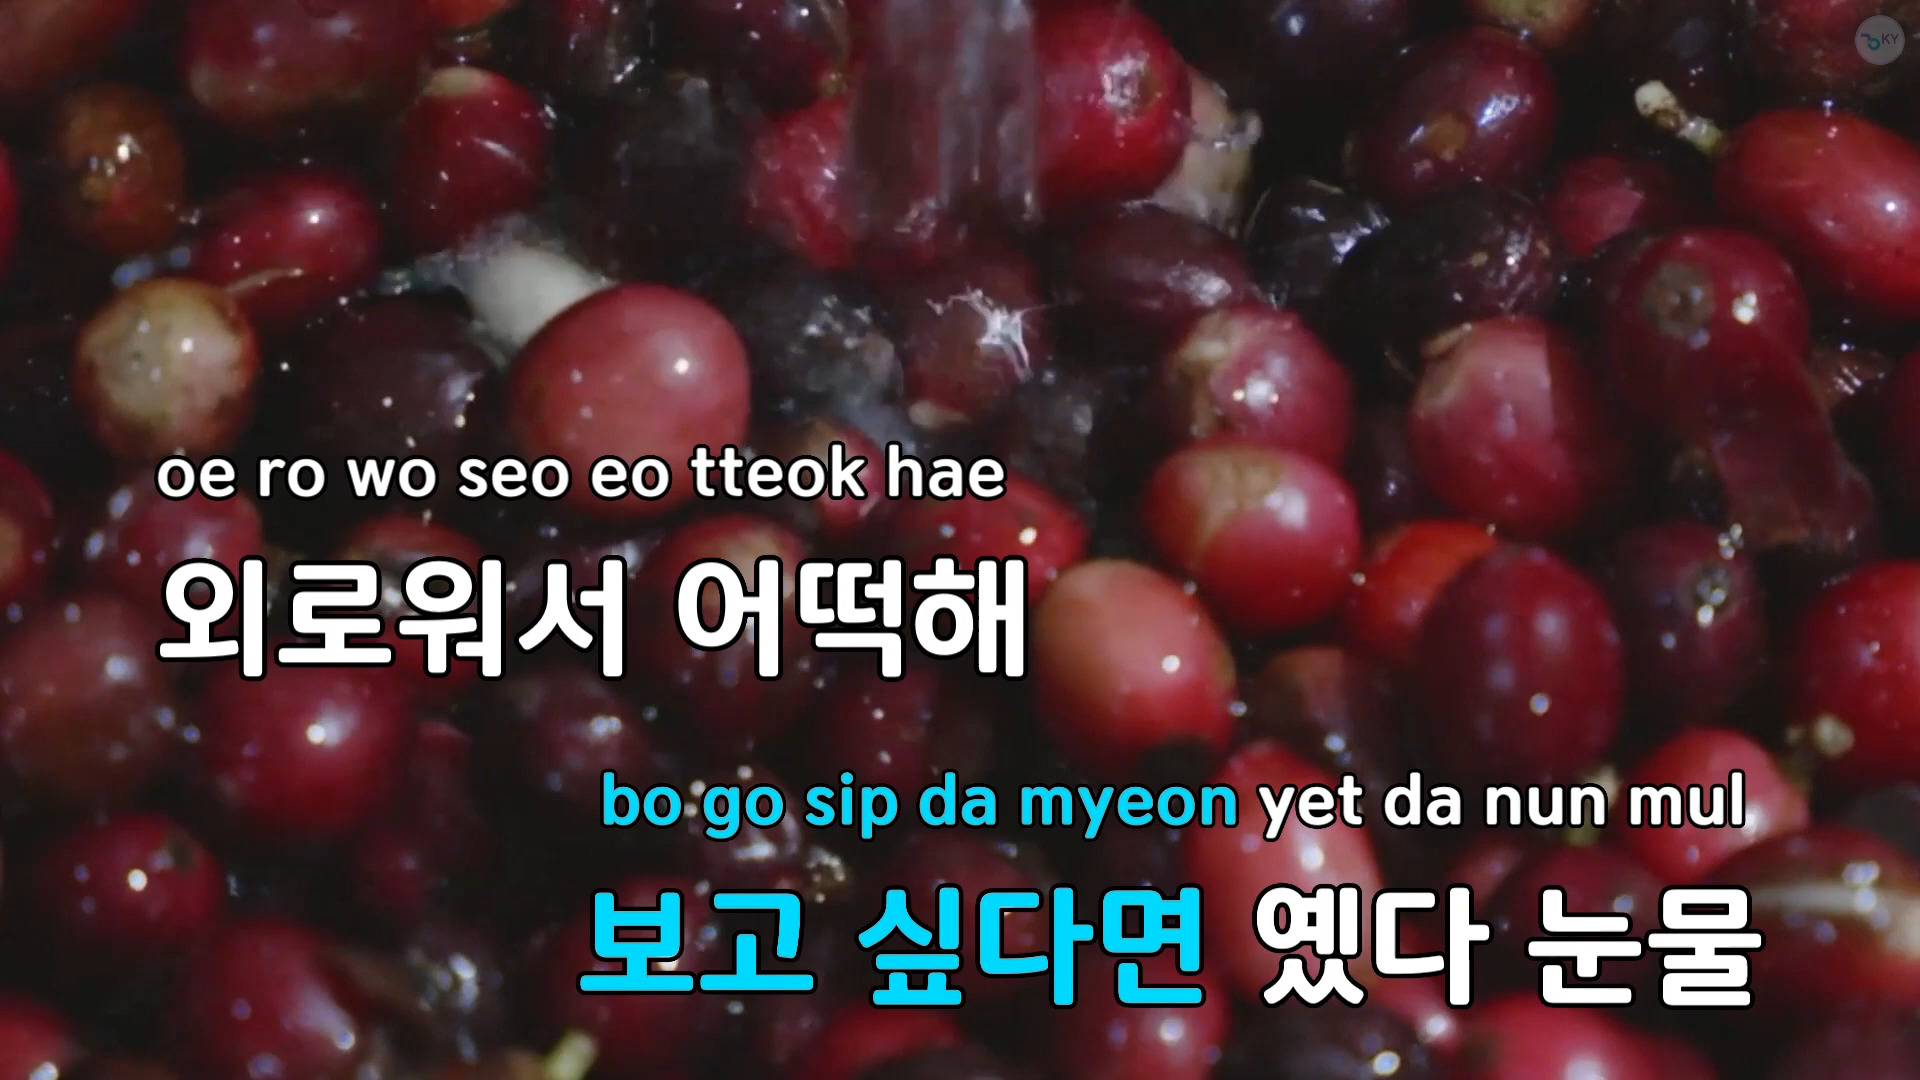 KY
oe ro wo seo eo tteok hae
외로워서 어떡해
bo go sip da myeon yet da nun mul
보고 싶다면 옜다 눈물